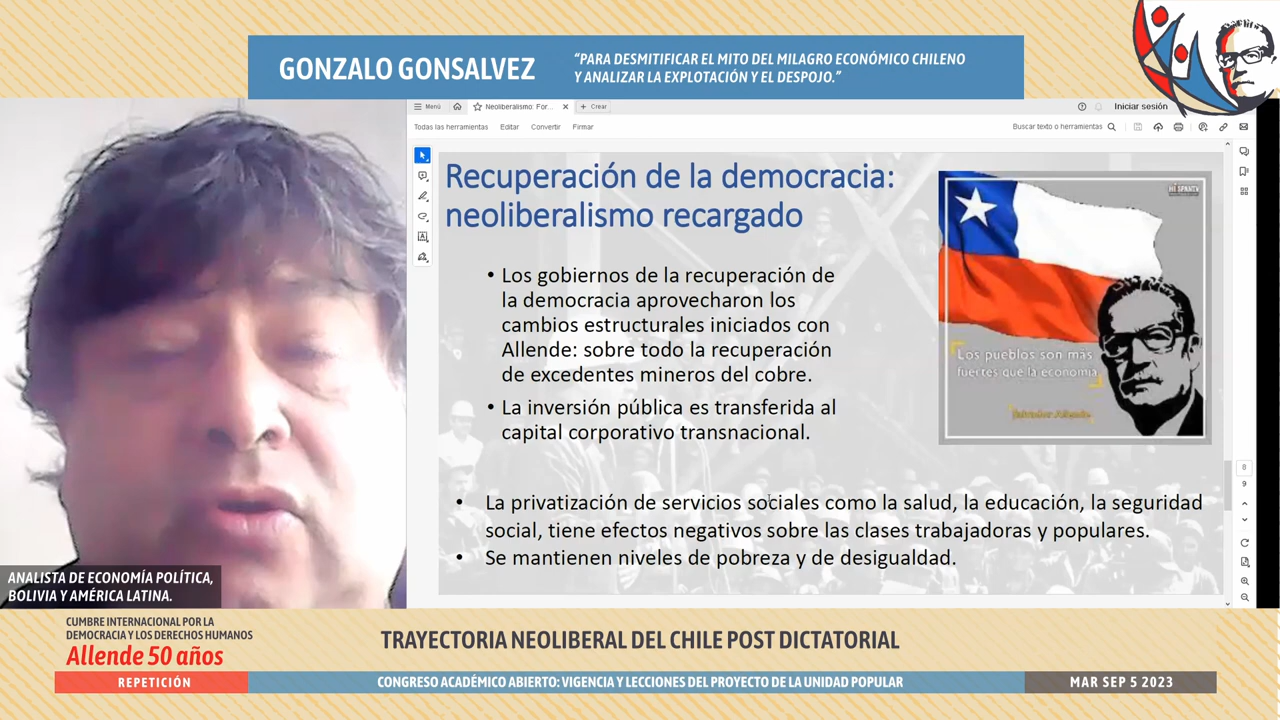 GONZALO GONSALVEZ
"PARA DESMITIFICAR EL MITO DEL MILAGRO ECONÓMICO CHILENO
Y ANALIZAR LA EXPLOTACIÓN Y EL DESPOJO."
Menú
Neoliberalismo: For...
Crear
Iniciar sesión
Todas las herramientas
Editar
Convertir
Firmar
Buscar texto o herramientas
Recuperación de la democracia:
neoliberalismo recargado
HISPANTV
• Los gobiernos de la recuperación de
la democracia aprovecharon los
cambios estructurales iniciados con
Allende: sobre todo la recuperación
de excedentes mineros del cobre.
• La inversión pública es transferida al
capital corporativo transnacional.
Los pueblos son más
fuertes que la economía
Salvador Allende
• La privatización de servicios sociales como la salud, la educación, la seguridad
social, tiene efectos negativos sobre las clases trabajadoras y populares.
• Se mantienen niveles de pobreza y de desigualdad.
8
9
ANALISTA DE ECONOMÍA POLÍTICA,
BOLIVIA Y AMÉRICA LATINA.
CUMBRE INTERNACIONAL POR LA
DEMOCRACIA Y LOS DERECHOS HUMANOS
Allende 50 años
TRAYECTORIA NEOLIBERAL DEL CHILE POST DICTATORIAL
REPETICIÓN
CONGRESO ACADÉMICO ABIERTO: VIGENCIA Y LECCIONES DEL PROYECTO DE LA UNIDAD POPULAR
MAR SEP 5 2023